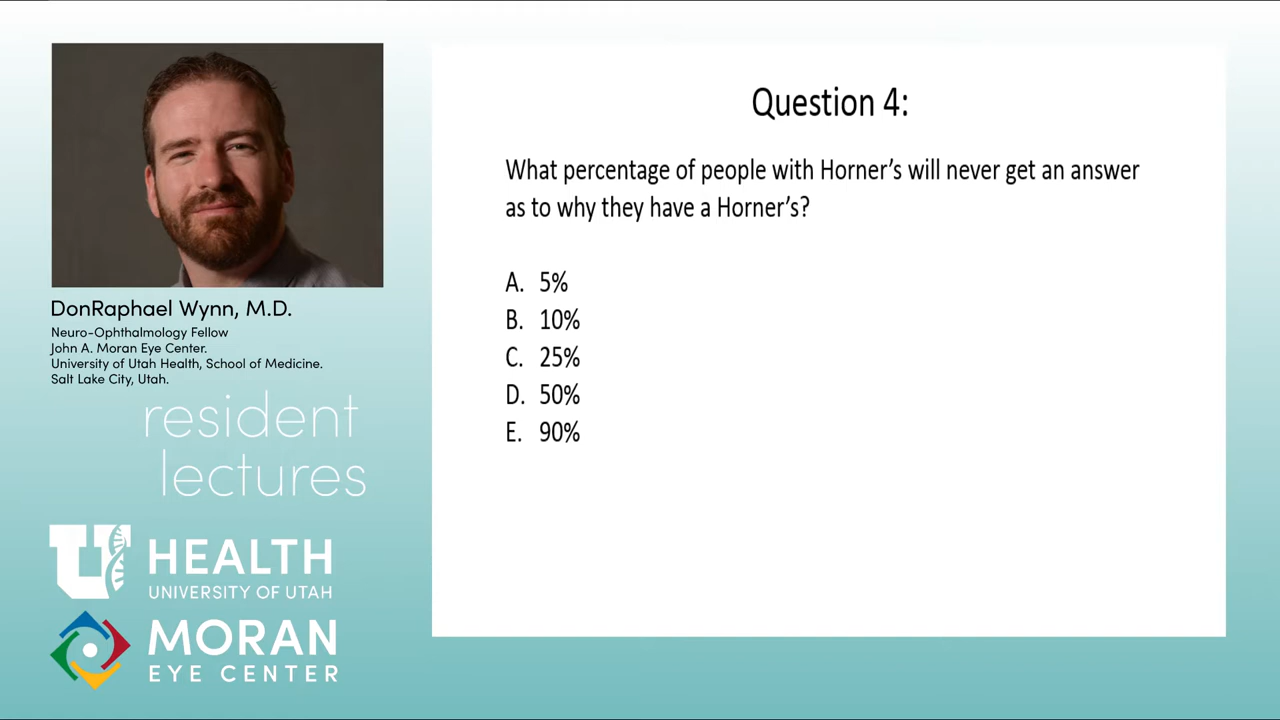 DonRaphael Wynn, M.D.
Neuro-Ophthalmology Fellow
John A. Moran Eye Center.
University of Utah Health, School of Medicine.
Salt Lake City, Utah.
resident
lectures
U
HEALTH
UNIVERSITY OF UTAH
MORAN
EYE CENTER
Question 4:
What percentage of people with Horner’s will never get an answer
as to why they have a Horner’s?
A. 5%
B. 10%
C. 25%
D. 50%
E. 90%